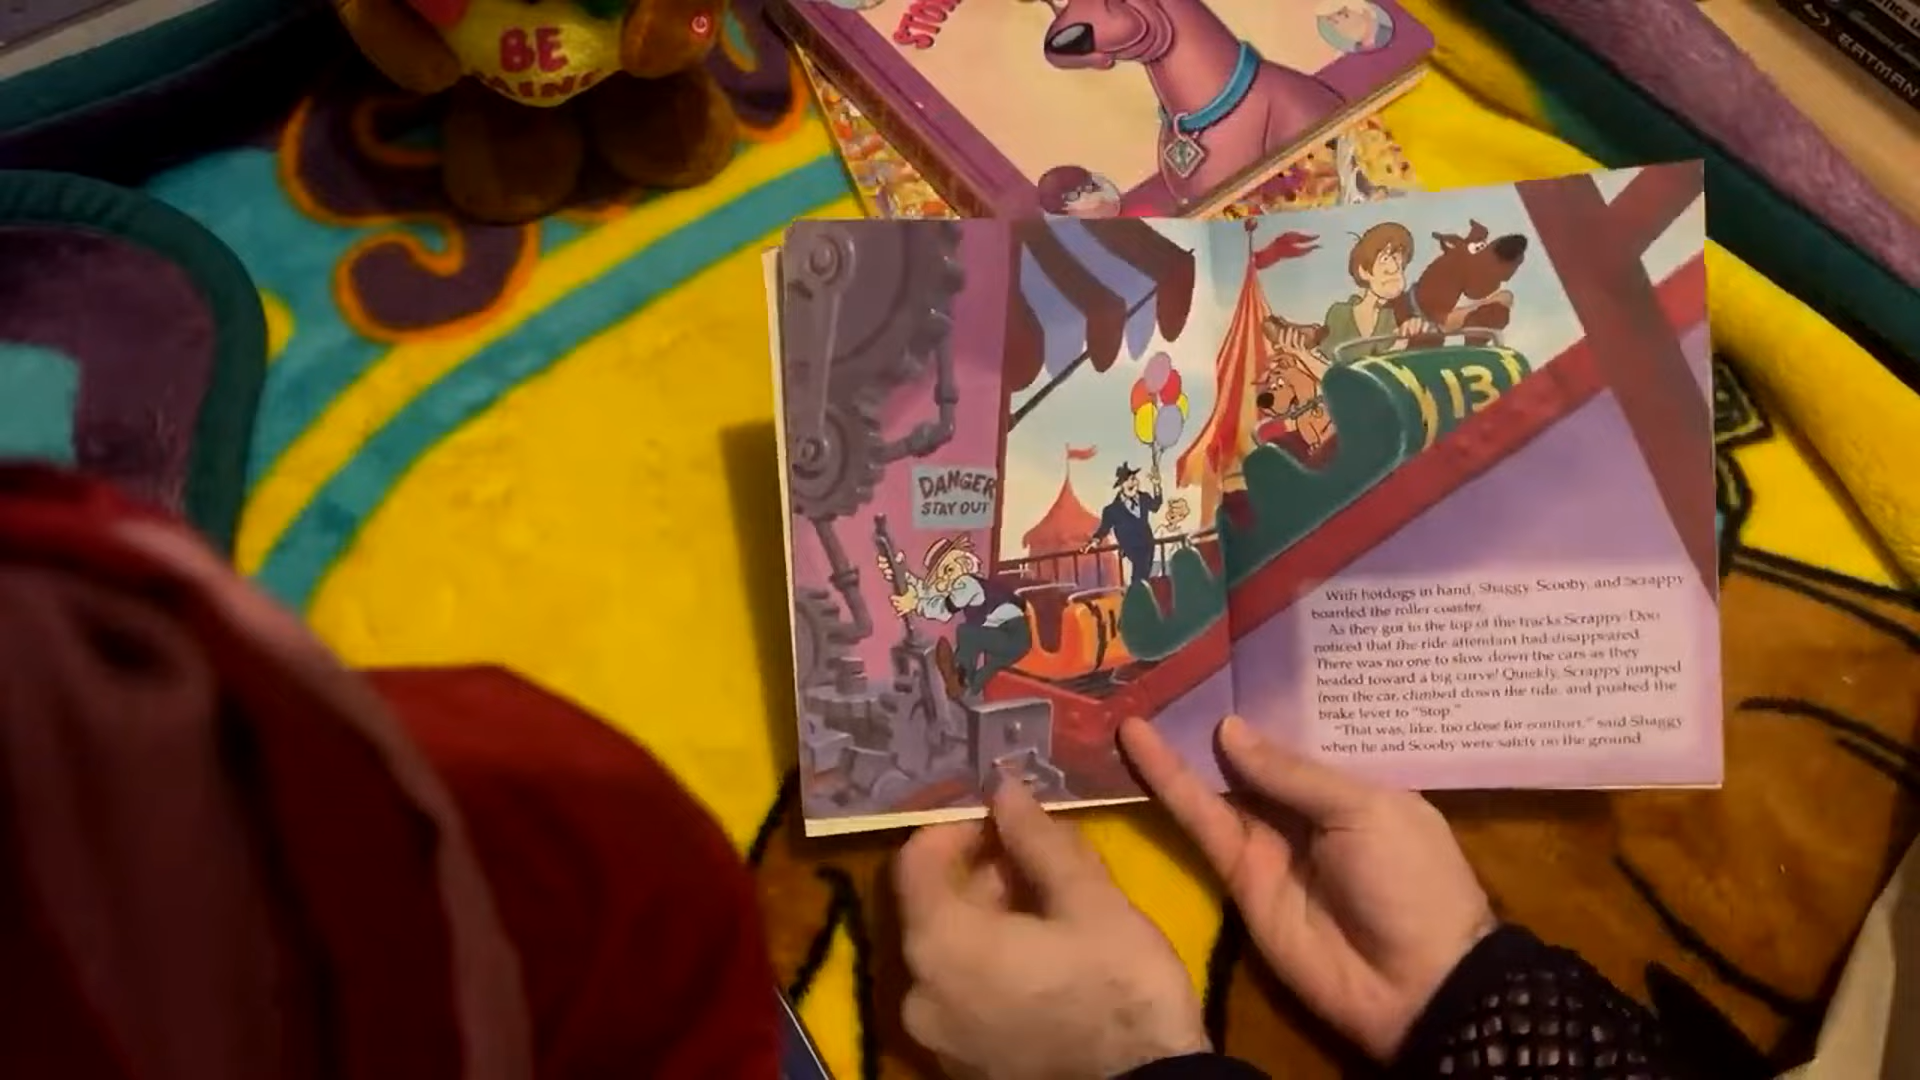 BE
DANGER
STAY OUT
13
With hotdogs in hand, Shaggy, Scooby, and Scrappy
boarded the roller coaster.
As they got to the top of the tracks Scrappy-Doo
noticed that the ride attendant had disappeared.
There was no one to slow down the cars as they
headed toward a big curve! Quickly, Scrappy jumped
from the car, climbed down the ride, and pushed the
brake lever to "Stop."
"That was, like, too close for comfort," said Shaggy
when he and Scooby were safely on the ground.
BATMAN